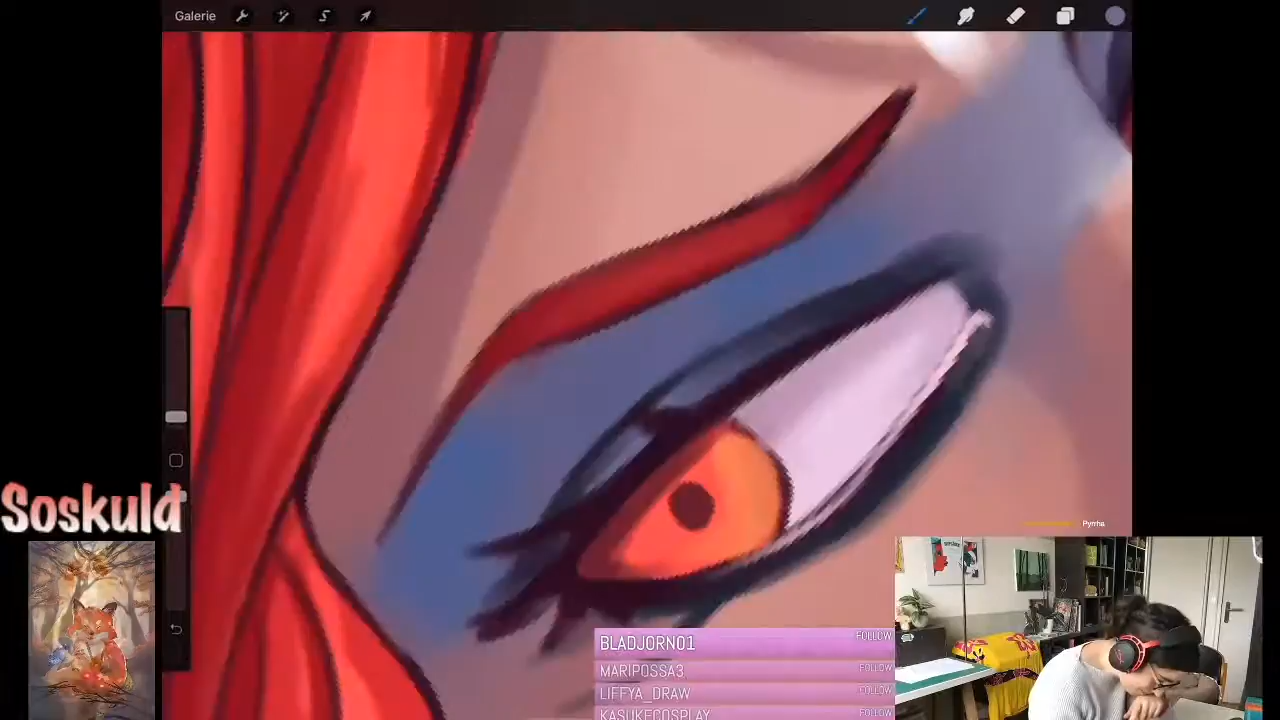 Galerie
Soskuld
Pyrrha
BLADJORN01 FOLLOW
MARIPOSSA3 FOLLOW
LIFFYA_DRAW FOLLOW
KASUKECOSPLAY FOLLOW